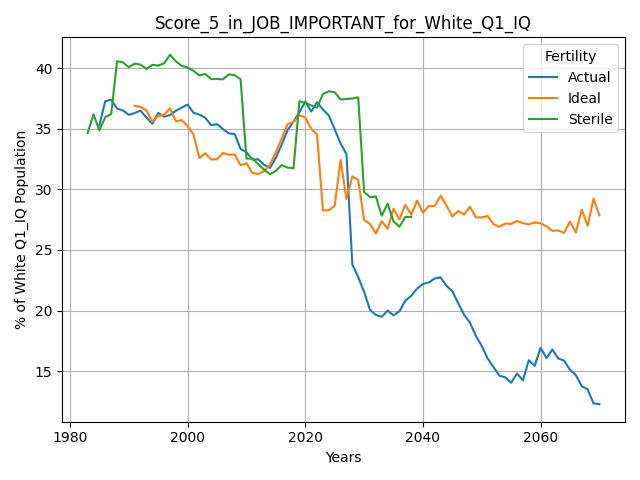 Score_5_in_JOB_IMPORTANT_for_White_Q1_IQ
% of White Q1_IQ Population
40
35
30
25
20
15
Fertility
Actual
Ideal
Sterile
1980
2000
2020
2040
2060
Years